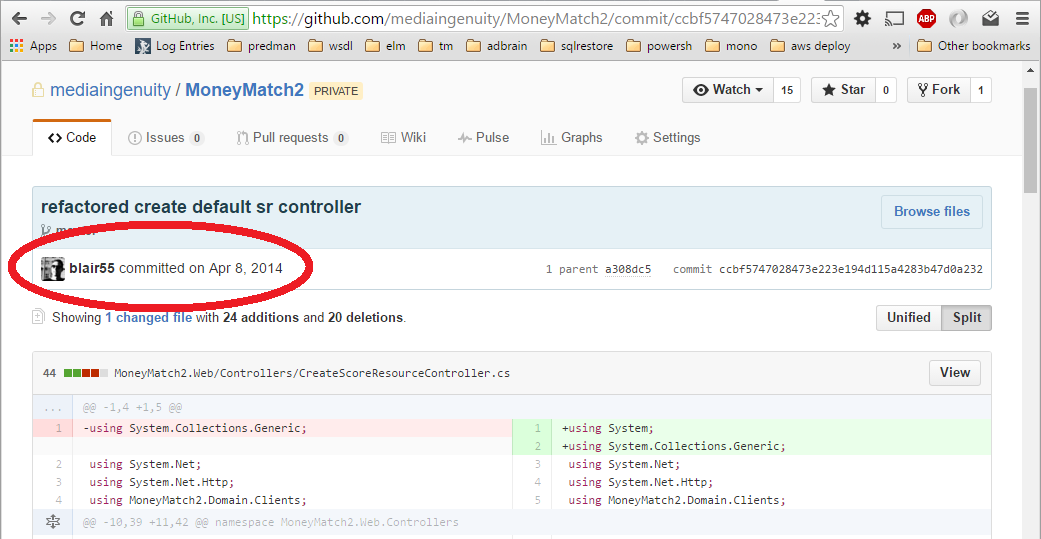 GitHub, Inc. [US] https://github.com/mediaingenuity/MoneyMatch2/commit/ccbf5747028473e223
ABP
Apps Home Log Entries predman wsdl elm tm adbrain sqlrestore powersh mono aws deploy » Other bookmarks
mediaingenuity / MoneyMatch2 PRIVATE Watch 15 Star 0 Fork 1
Code Issues 0 Pull requests 0 Wiki Pulse Graphs Settings
refactored create default sr controller
Browse files
blair55 committed on Apr 8, 2014 1 parent a308dc5 commit ccbf5747028473e223e194d115a4283b47d0a232
Showing 1 changed file with 24 additions and 20 deletions. Unified Split
44 MoneyMatch2.Web/Controllers/CreateScoreResourceController.cs View
... @@ -1,4 +1,5 @@
1 -using System.Collections.Generic; 1 +using System;
2 +using System.Collections.Generic;
2 using System.Net; 3 using System.Net;
3 using System.Net.Http; 4 using System.Net.Http;
4 using MoneyMatch2.Domain.Clients; 5 using MoneyMatch2.Domain.Clients;
@@ -10,39 +11,42 @@ namespace MoneyMatch2.Web.Controllers